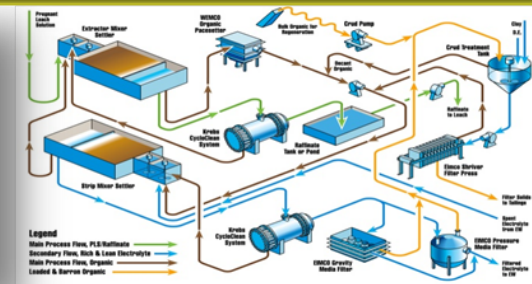 Pregnant
Leach
Solution
Extractor Mixer
Settler
WEMCO
Organic
Pacesetter
Bulk Organic for
Regeneration
Crud Pump
Clay
D.E.
Crud Treatment
Tank
Decant
Organic
Krebs
CycloClean
System
Raffinate
Tank or Pond
Raffinate
to Leach
Eimco Shriver
Filter Press
Strip Mixer Settler
Filter Solids
to Tailings
Spent
Electrolyte
from EW
Krebs
CycloClean
System
EIMCO Gravity
Media Filter
EIMCO Pressure
Media Filter
Filtered
Electrolyte
to EW
Legend
Main Process Flow, PLS/Raffinate
Secondary Flow, Rich & Lean Electrolyte
Main Process Flow, Organic
Loaded & Barren Organic